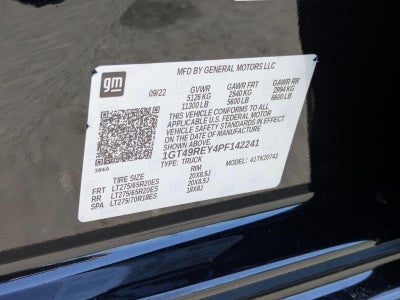 gm
MFD BY GENERAL MOTORS LLC
09/22 GVWR GAWR FRT GAWR RR
5126 KG 2540 KG 2994 KG
11300 LB 5600 LB 6600 LB
THIS VEHICLE CONFORMS TO ALL
APPLICABLE U.S. FEDERAL MOTOR
VEHICLE SAFETY STANDARDS IN EFFECT
ON THE DATE OF MANUFACTURE
SHOWN ABOVE.
1GT49REY4PF142241
384A TYPE: TRUCK MODEL: 41TK20743
TIRE SIZE RIM
FRT LT275/65R20ES 20X8.5J
RR LT275/65R20ES 20X8.5J
SPA LT275/70R18ES 18X8J